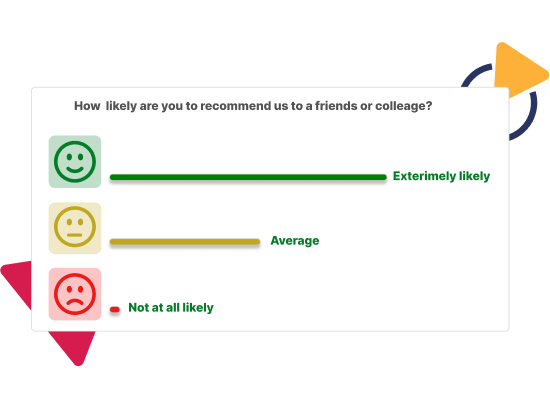 How likely are you to recommend us to a friends or colleage?
Exterimely likely
Average
Not at all likely